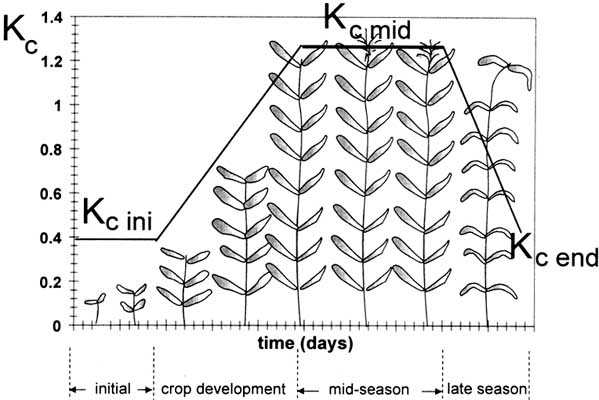 Kc
1.4
1.2
1
0.8
0.6
0.4
0.2
0
Kc mid
Kc ini
Kc end
time (days)
initial
crop development
mid-season
late season